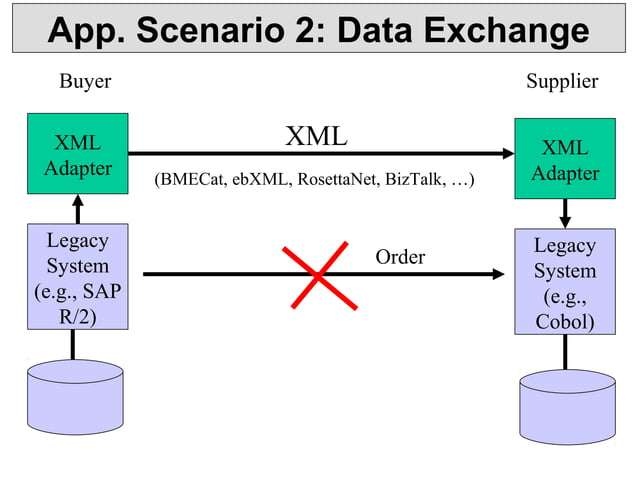 App. Scenario 2: Data Exchange
Buyer
Supplier
XML
Adapter
XML
(BMECat, ebXML, RosettaNet, BizTalk, …)
XML
Adapter
Legacy
System
(e.g., SAP
R/2)
Order
Legacy
System
(e.g.,
Cobol)